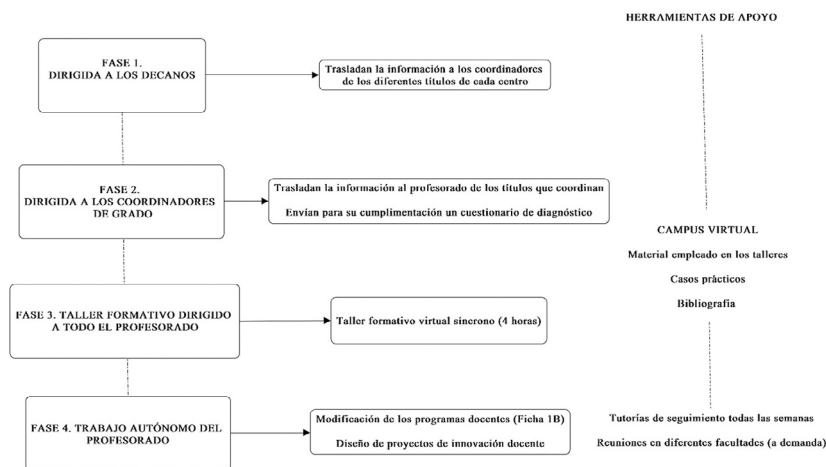 HERRAMIENTAS DE APOYO
FASE 1.
DIRIGIDA A LOS DECANOS
Trasladan la información a los coordinadores
de los diferentes títulos de cada centro
FASE 2.
DIRIGIDA A LOS COORDINADORES
DE GRADO
Trasladan la información al profesorado de los títulos que coordinan
Envían para su cumplimentación un cuestionario de diagnóstico
CAMPUS VIRTUAL
Material empleado en los talleres
Casos prácticos
Bibliografía
FASE 3. TALLER FORMATIVO DIRIGIDO
A TODO EL PROFESORADO
Taller formativo virtual síncrono (4 horas)
FASE 4. TRABAJO AUTÓNOMO DEL
PROFESORADO
Modificación de los programas docentes (Ficha 1B)
Diseño de proyectos de innovación docente
Tutorías de seguimiento todas las semanas
Reuniones en diferentes facultades (a demanda)